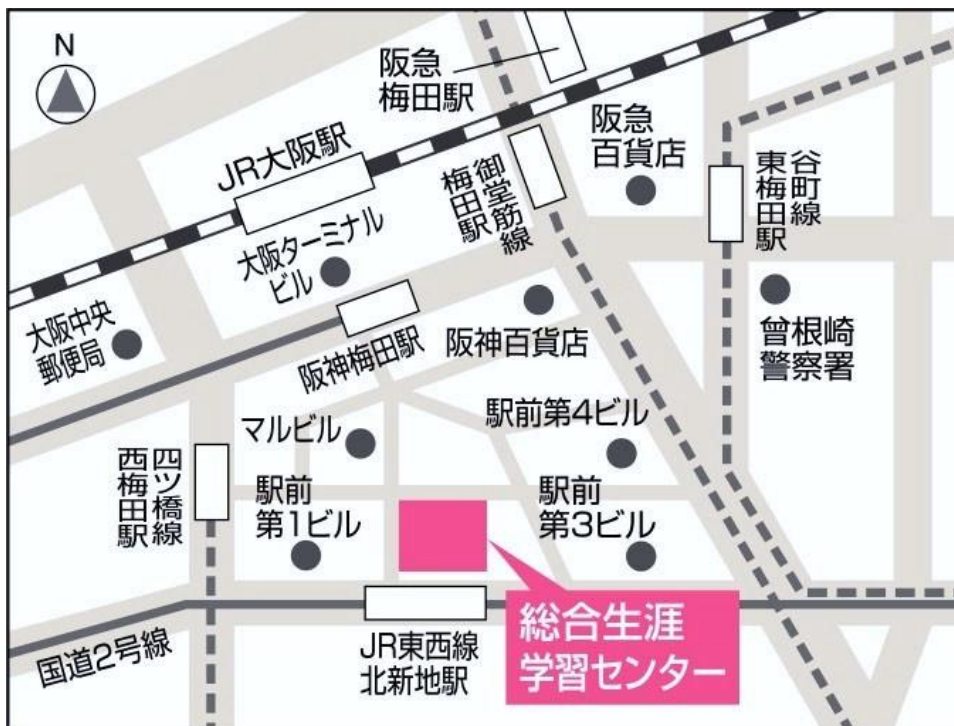 N
阪急
梅田駅
阪急
百貨店
JR大阪駅
御堂筋線
梅田駅
谷町線
東梅田駅
大阪ターミナル
ビル
大阪中央
郵便局
阪神梅田駅
阪神百貨店
曾根崎
警察署
マルビル
駅前第4ビル
四ツ橋線
西梅田駅
駅前
第1ビル
駅前
第3ビル
総合生涯
学習センター
国道2号線
JR東西線
北新地駅